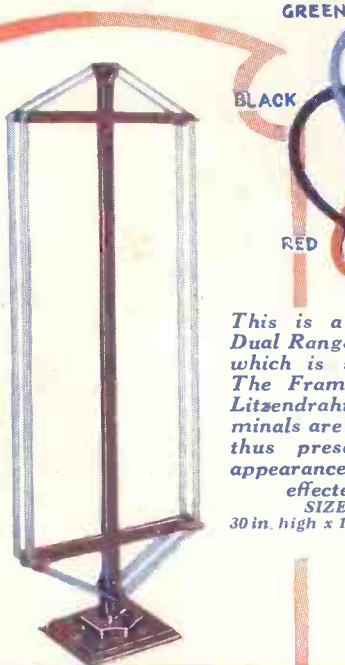 GREEN
BLACK
RED
This is a
Dual Range
which is
The Fram
Litzendraht
minals are
thus prese
appearance
effecte
SIZE
30 in. high x 1